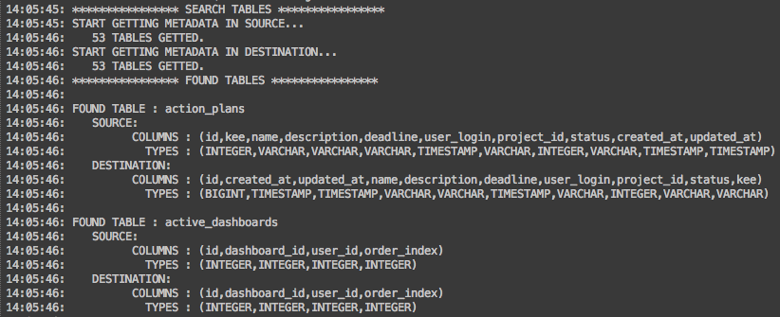 14:05:45: **************** SEARCH TABLES ****************
14:05:45: START GETTING METADATA IN SOURCE...
14:05:46:    53 TABLES GETTED.
14:05:46: START GETTING METADATA IN DESTINATION...
14:05:46:    53 TABLES GETTED.
14:05:46: **************** FOUND TABLES ****************
14:05:46:
14:05:46: FOUND TABLE : action_plans
14:05:46:    SOURCE:
14:05:46:          COLUMNS : (id,kee,name,description,deadline,user_login,project_id,status,created_at,updated_at)
14:05:46:            TYPES : (INTEGER,VARCHAR,VARCHAR,VARCHAR,TIMESTAMP,VARCHAR,INTEGER,VARCHAR,TIMESTAMP,TIMESTAMP)
14:05:46:    DESTINATION:
14:05:46:          COLUMNS : (id,created_at,updated_at,name,description,deadline,user_login,project_id,status,kee)
14:05:46:            TYPES : (BIGINT,TIMESTAMP,TIMESTAMP,VARCHAR,VARCHAR,TIMESTAMP,VARCHAR,INTEGER,VARCHAR,VARCHAR)
14:05:46:
14:05:46: FOUND TABLE : active_dashboards
14:05:46:    SOURCE:
14:05:46:          COLUMNS : (id,dashboard_id,user_id,order_index)
14:05:46:            TYPES : (INTEGER,INTEGER,INTEGER,INTEGER)
14:05:46:    DESTINATION:
14:05:46:          COLUMNS : (id,dashboard_id,user_id,order_index)
14:05:46:            TYPES : (INTEGER,INTEGER,INTEGER,INTEGER)